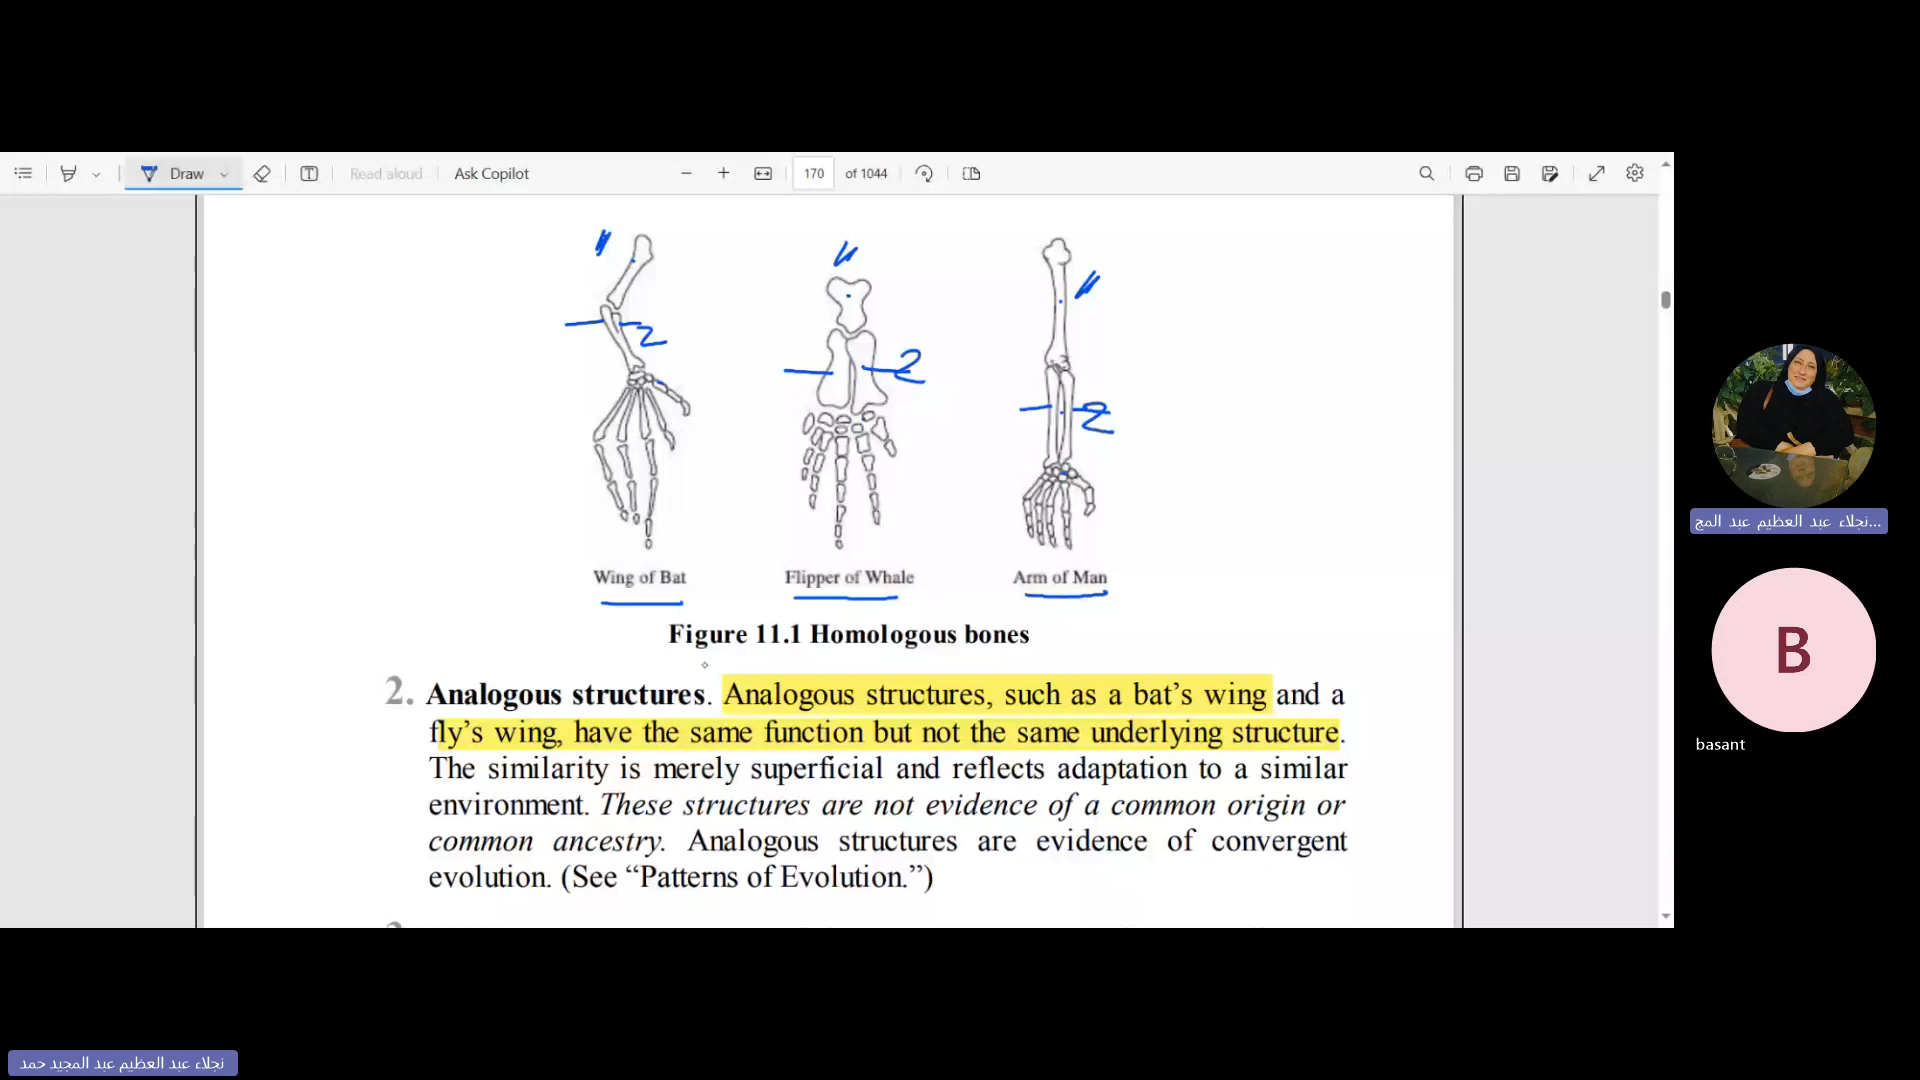 Draw
Read aloud
Ask Copilot
170 of 1044
2
2
2
Wing of Bat
Flipper of Whale
Arm of Man
Figure 11.1 Homologous bones
2. Analogous structures. Analogous structures, such as a bat’s wing and a
fly’s wing, have the same function but not the same underlying structure.
The similarity is merely superficial and reflects adaptation to a similar
environment. These structures are not evidence of a common origin or
common ancestry. Analogous structures are evidence of convergent
evolution. (See “Patterns of Evolution.”)
نجلاء عبد العظيم عبد المج...
B
basant
نجلاء عبد العظيم عبد المجيد حمد